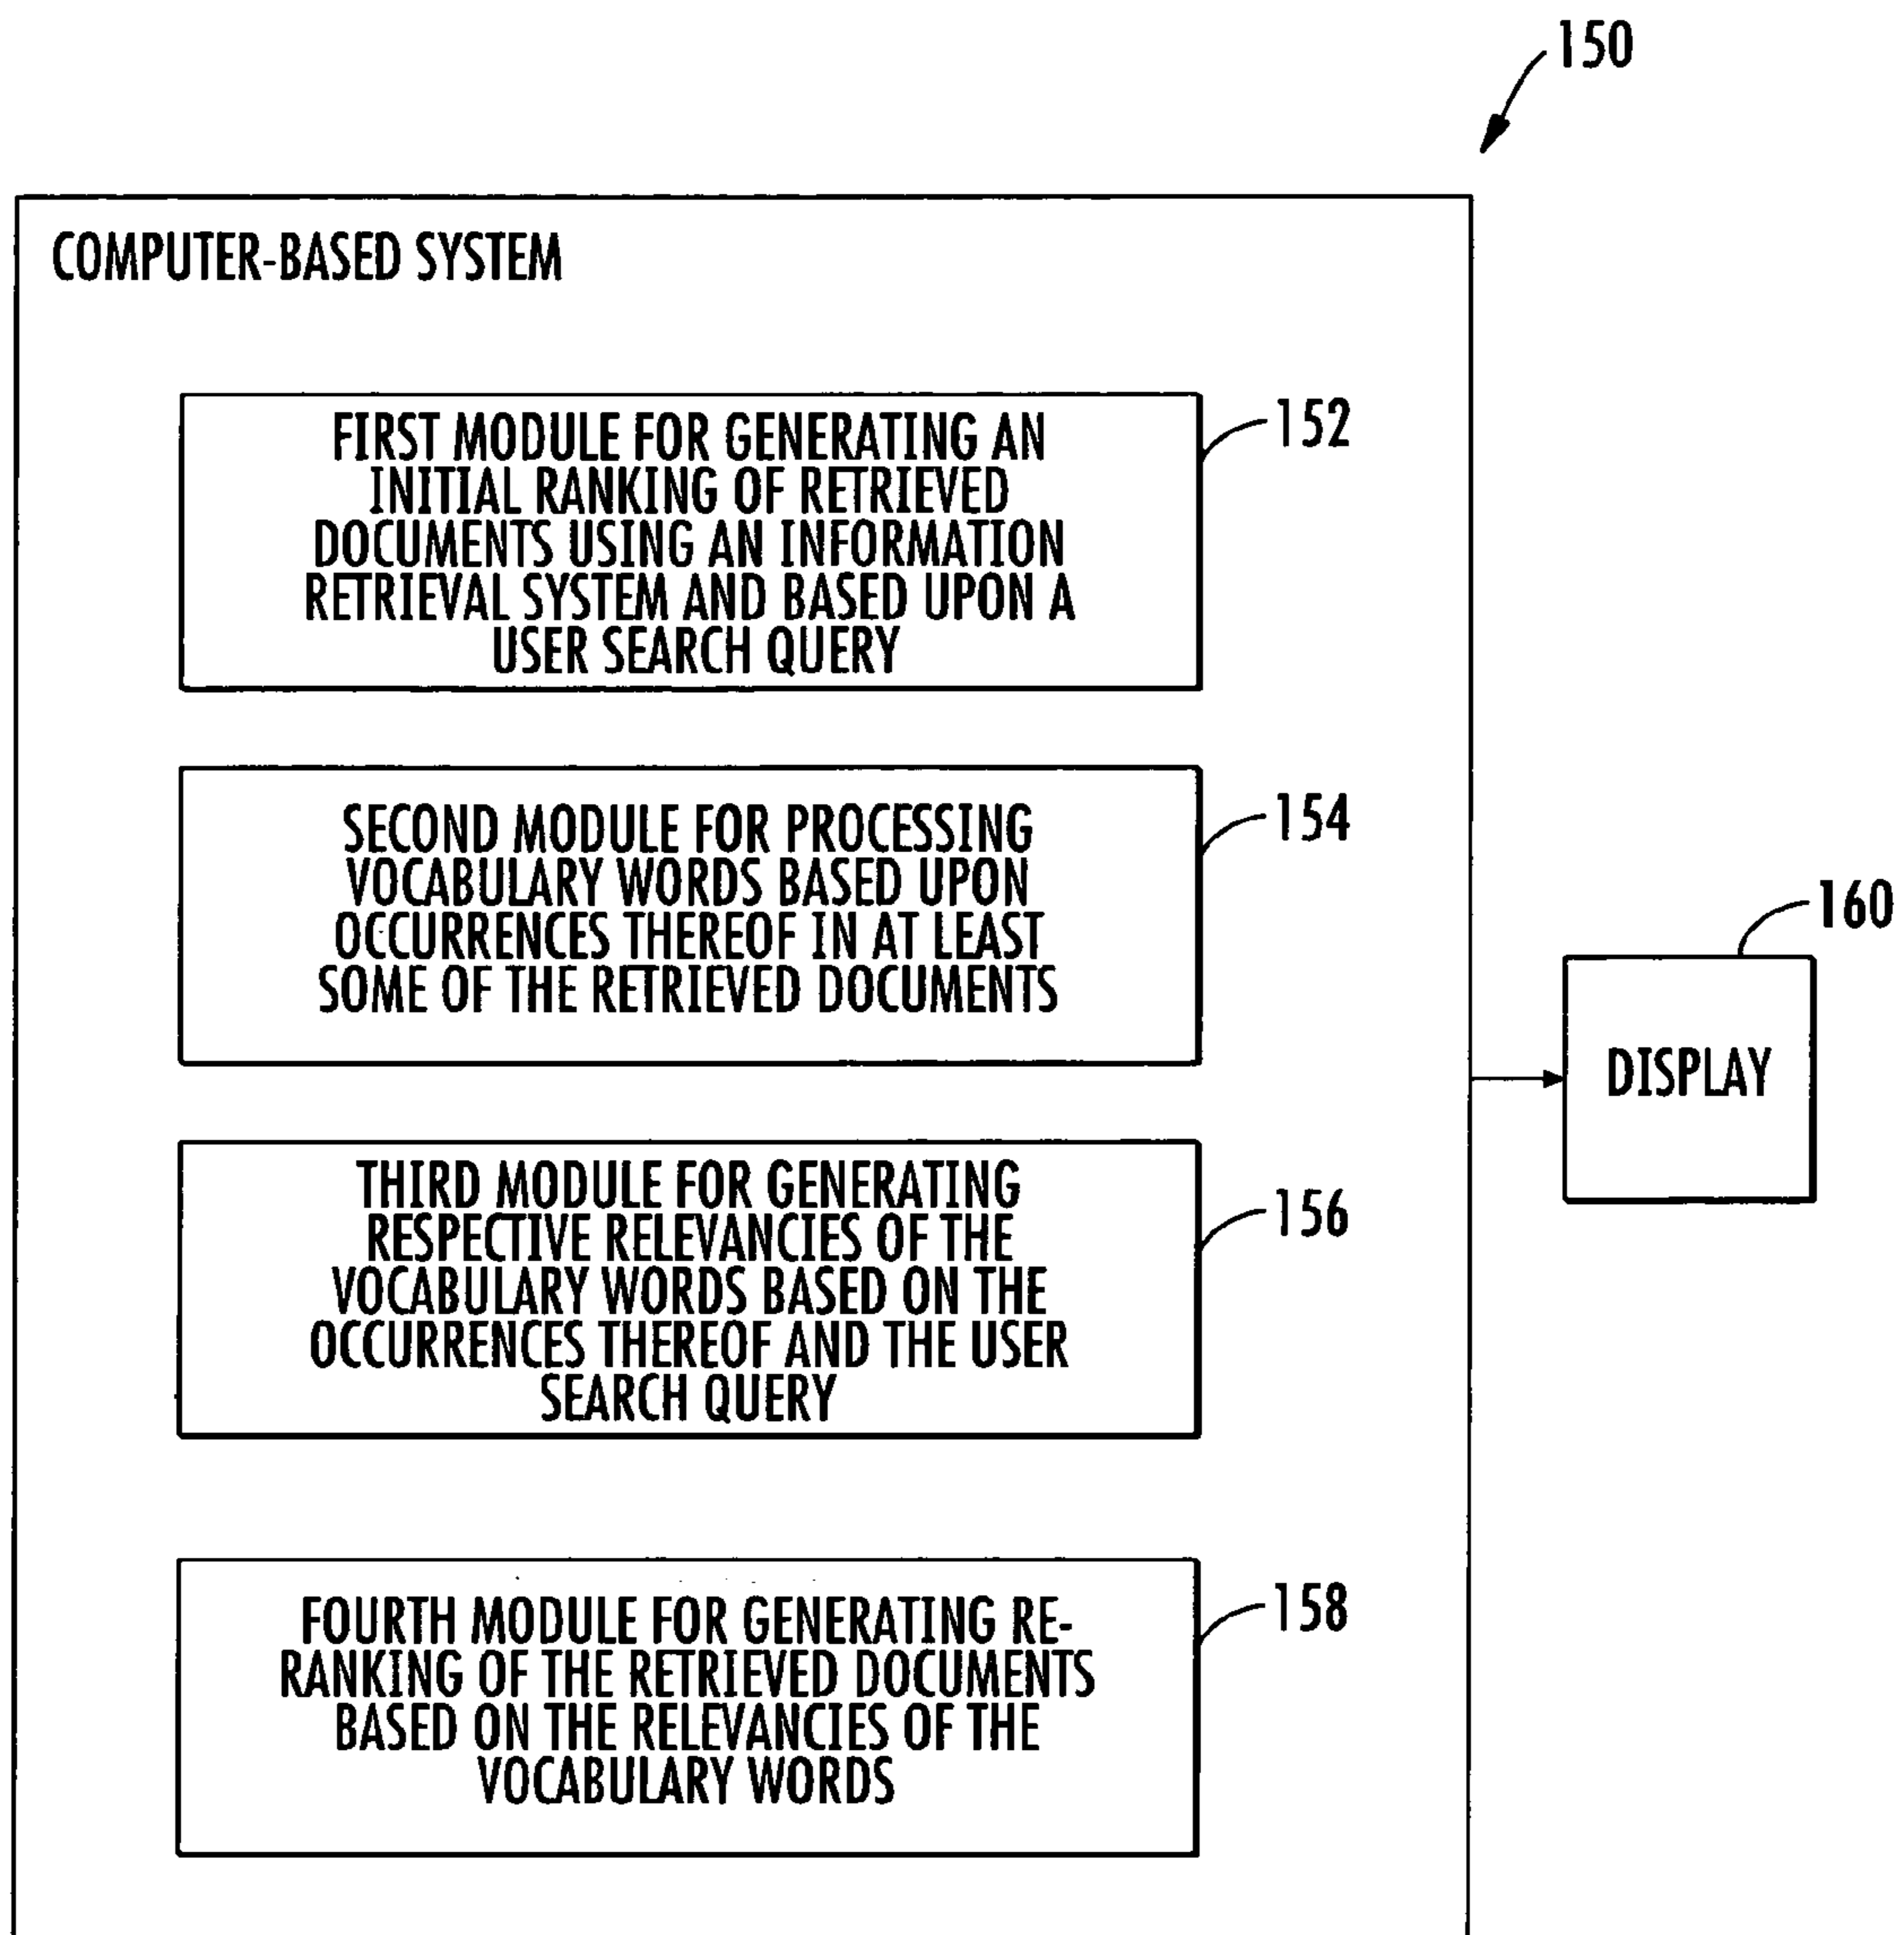 150
COMPUTER-BASED SYSTEM
FIRST MODULE FOR GENERATING AN
INITIAL RANKING OF RETRIEVED
DOCUMENTS USING AN INFORMATION
RETRIEVAL SYSTEM AND BASED UPON A
USER SEARCH QUERY
152
SECOND MODULE FOR PROCESSING
VOCABULARY WORDS BASED UPON
OCCURRENCES THEREOF IN AT LEAST
SOME OF THE RETRIEVED DOCUMENTS
154
160
DISPLAY
THIRD MODULE FOR GENERATING
RESPECTIVE RELEVANCIES OF THE
VOCABULARY WORDS BASED ON THE
OCCURRENCES THEREOF AND THE USER
SEARCH QUERY
156
FOURTH MODULE FOR GENERATING RE-
RANKING OF THE RETRIEVED DOCUMENTS
BASED ON THE RELEVANCIES OF THE
VOCABULARY WORDS
158